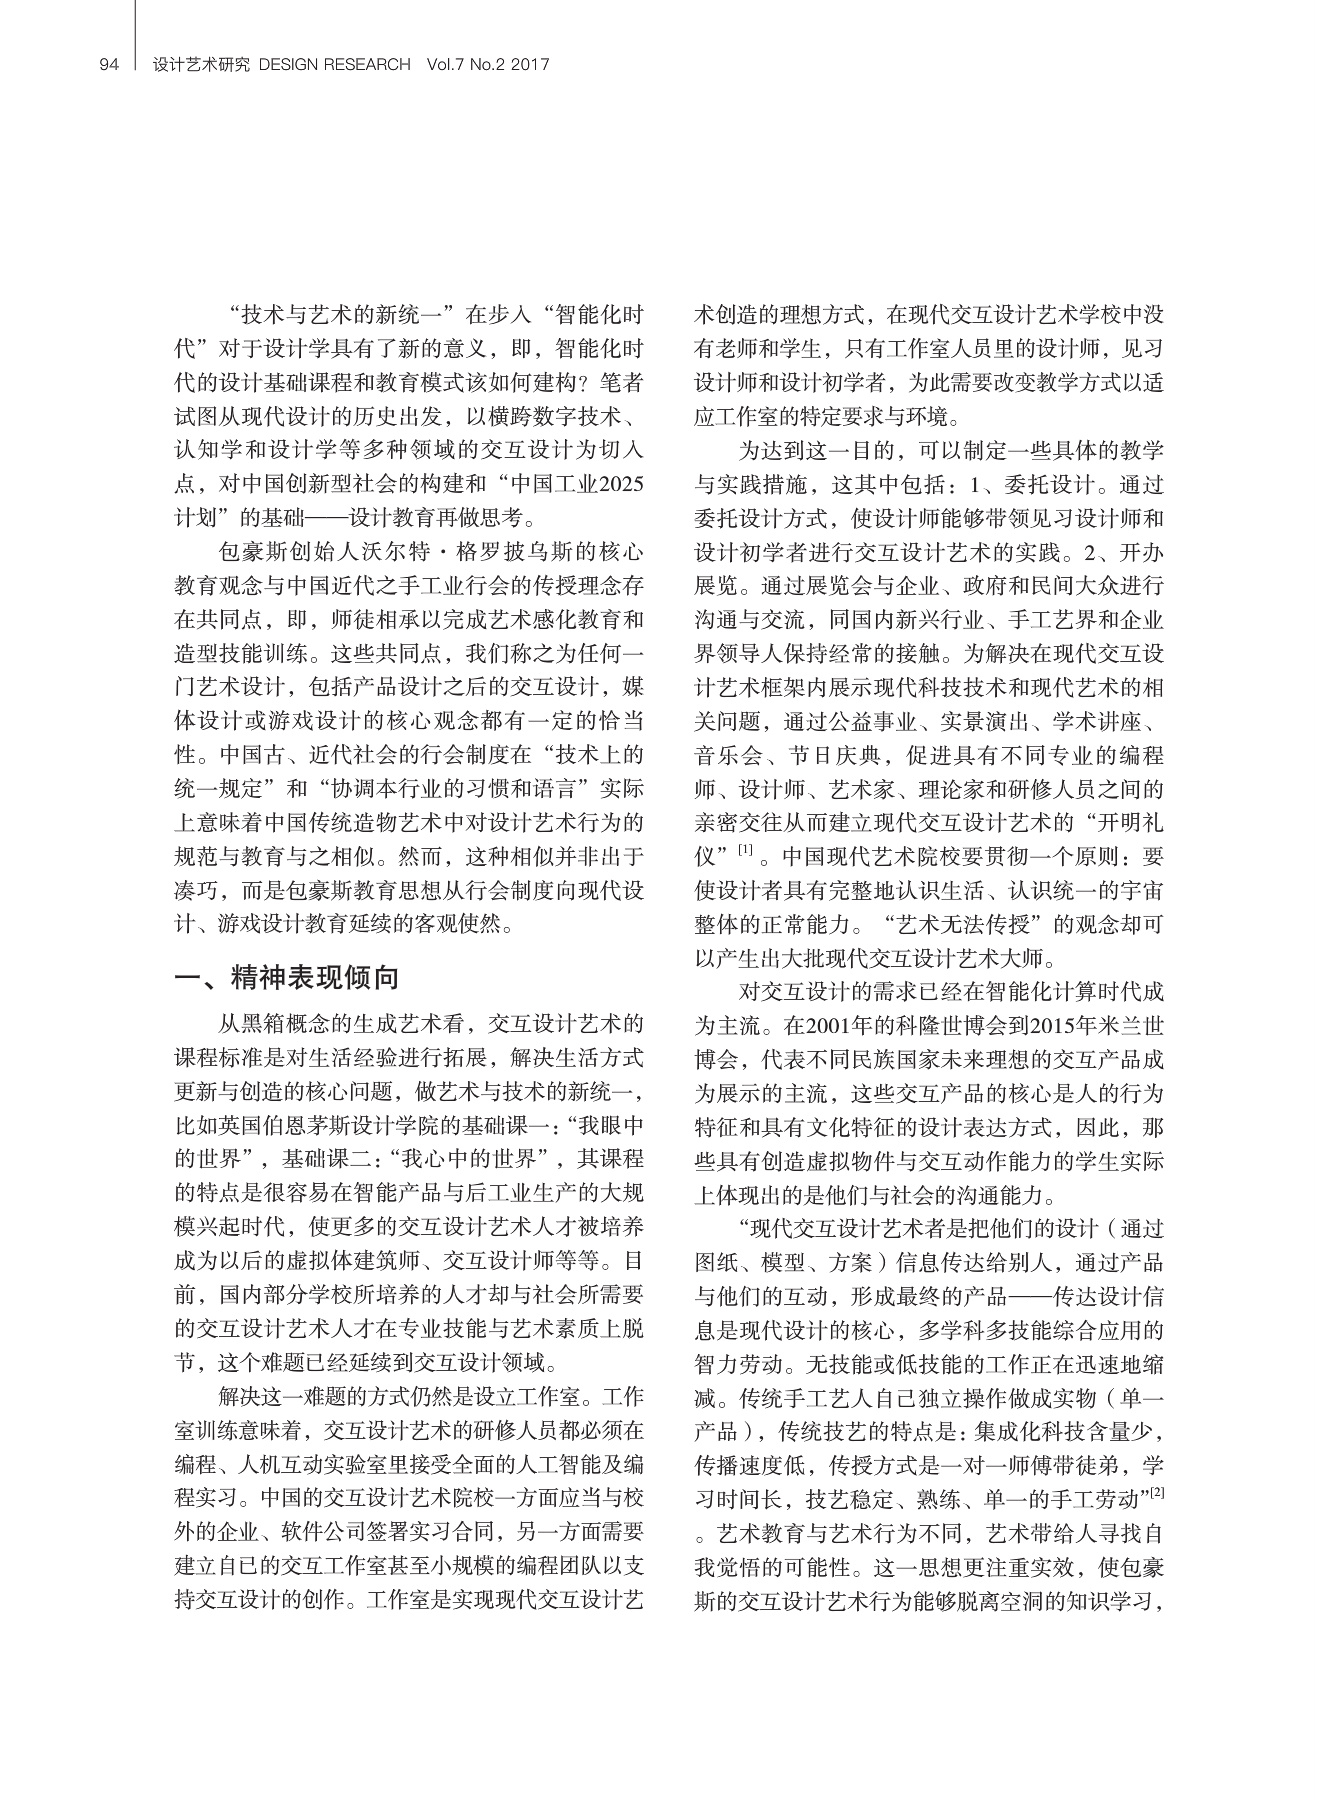 94 设计艺术研究 DESIGN RESEARCH Vol.7 No.2 2017
“技术与艺术的新统一”在步入“智能化时
代”对于设计学具有了新的意义，即，智能化时
代的设计基础课程和教育模式该如何建构？笔者
试图从现代设计的历史出发，以横跨数字技术、
认知学和设计学等多种领域的交互设计为切入
点，对中国创新型社会的构建和“中国工业2025
计划”的基础——设计教育再做思考。
包豪斯创始人沃尔特·格罗披乌斯的核心
教育观念与中国近代之手工业行会的传授理念存
在共同点，即，师徒相承以完成艺术感化教育和
造型技能训练。这些共同点，我们称之为任何一
门艺术设计，包括产品设计之后的交互设计，媒
体设计或游戏设计的核心观念都有一定的恰当
性。中国古、近代社会的行会制度在“技术上的
统一规定”和“协调本行业的习惯和语言”实际
上意味着中国传统造物艺术中对设计艺术行为的
规范与教育与之相似。然而，这种相似并非出于
凑巧，而是包豪斯教育思想从行会制度向现代设
计、游戏设计教育延续的客观使然。
一、精神表现倾向
从黑箱概念的生成艺术看，交互设计艺术的
课程标准是对生活经验进行拓展，解决生活方式
更新与创造的核心问题，做艺术与技术的新统一，
比如英国伯恩茅斯设计学院的基础课一：“我眼中
的世界”，基础课二：“我心中的世界”，其课程
的特点是很容易在智能产品与后工业生产的大规
模兴起时代，使更多的交互设计艺术人才被培养
成为以后的虚拟体建筑师、交互设计师等等。目
前，国内部分学校所培养的人才却与社会所需要
的交互设计艺术人才在专业技能与艺术素质上脱
节，这个难题已经延续到交互设计领域。
解决这一难题的方式仍然是设立工作室。工作
室训练意味着，交互设计艺术的研修人员都必须在
编程、人机互动实验室里接受全面的人工智能及编
程实习。中国的交互设计艺术院校一方面应当与校
外的企业、软件公司签署实习合同，另一方面需要
建立自已的交互工作室甚至小规模的编程团队以支
持交互设计的创作。工作室是实现现代交互设计艺
术创造的理想方式，在现代交互设计艺术学校中没
有老师和学生，只有工作室人员里的设计师，见习
设计师和设计初学者，为此需要改变教学方式以适
应工作室的特定要求与环境。
为达到这一目的，可以制定一些具体的教学
与实践措施，这其中包括：1、委托设计。通过
委托设计方式，使设计师能够带领见习设计师和
设计初学者进行交互设计艺术的实践。2、开办
展览。通过展览会与企业、政府和民间大众进行
沟通与交流，同国内新兴行业、手工艺界和企业
界领导人保持经常的接触。为解决在现代交互设
计艺术框架内展示现代科技技术和现代艺术的相
关问题，通过公益事业、实景演出、学术讲座、
音乐会、节日庆典，促进具有不同专业的编程
师、设计师、艺术家、理论家和研修人员之间的
亲密交往从而建立现代交互设计艺术的“开明礼
仪”[1]。中国现代艺术院校要贯彻一个原则：要
使设计者具有完整地认识生活、认识统一的宇宙
整体的正常能力。“艺术无法传授”的观念却可
以产生出大批现代交互设计艺术大师。
对交互设计的需求已经在智能化计算时代成
为主流。在2001年的科隆世博会到2015年米兰世
博会，代表不同民族国家未来理想的交互产品成
为展示的主流，这些交互产品的核心是人的行为
特征和具有文化特征的设计表达方式，因此，那
些具有创造虚拟物件与交互动作能力的学生实际
上体现出的是他们与社会的沟通能力。
“现代交互设计艺术者是把他们的设计（通过
图纸、模型、方案）信息传达给别人，通过产品
与他们的互动，形成最终的产品——传达设计信
息是现代设计的核心，多学科多技能综合应用的
智力劳动。无技能或低技能的工作正在迅速地缩
减。传统手工艺人自己独立操作做成实物（单一
产品），传统技艺的特点是：集成化科技含量少，
传播速度低，传授方式是一对一师傅带徒弟，学
习时间长，技艺稳定、熟练、单一的手工劳动”[2]
。艺术教育与艺术行为不同，艺术带给人寻找自
我觉悟的可能性。这一思想更注重实效，使包豪
斯的交互设计艺术行为能够脱离空洞的知识学习，